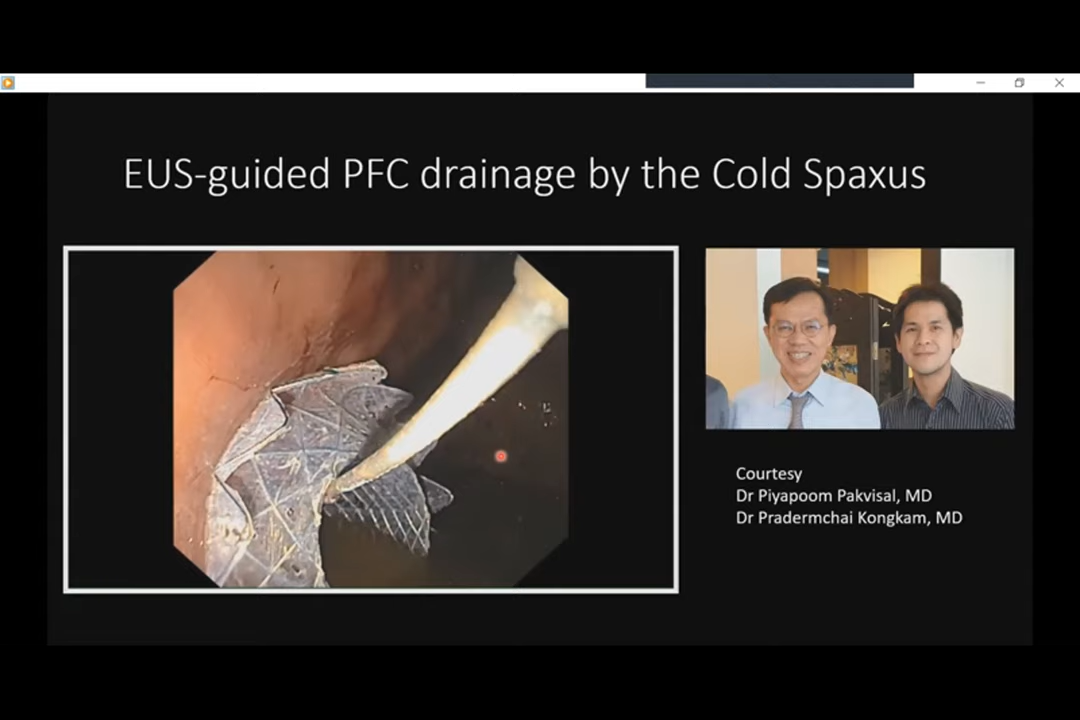 EUS-guided PFC drainage by the Cold Spaxus
Courtesy
Dr Piyapoom Pakvisal, MD
Dr Pradermchai Kongkam, MD